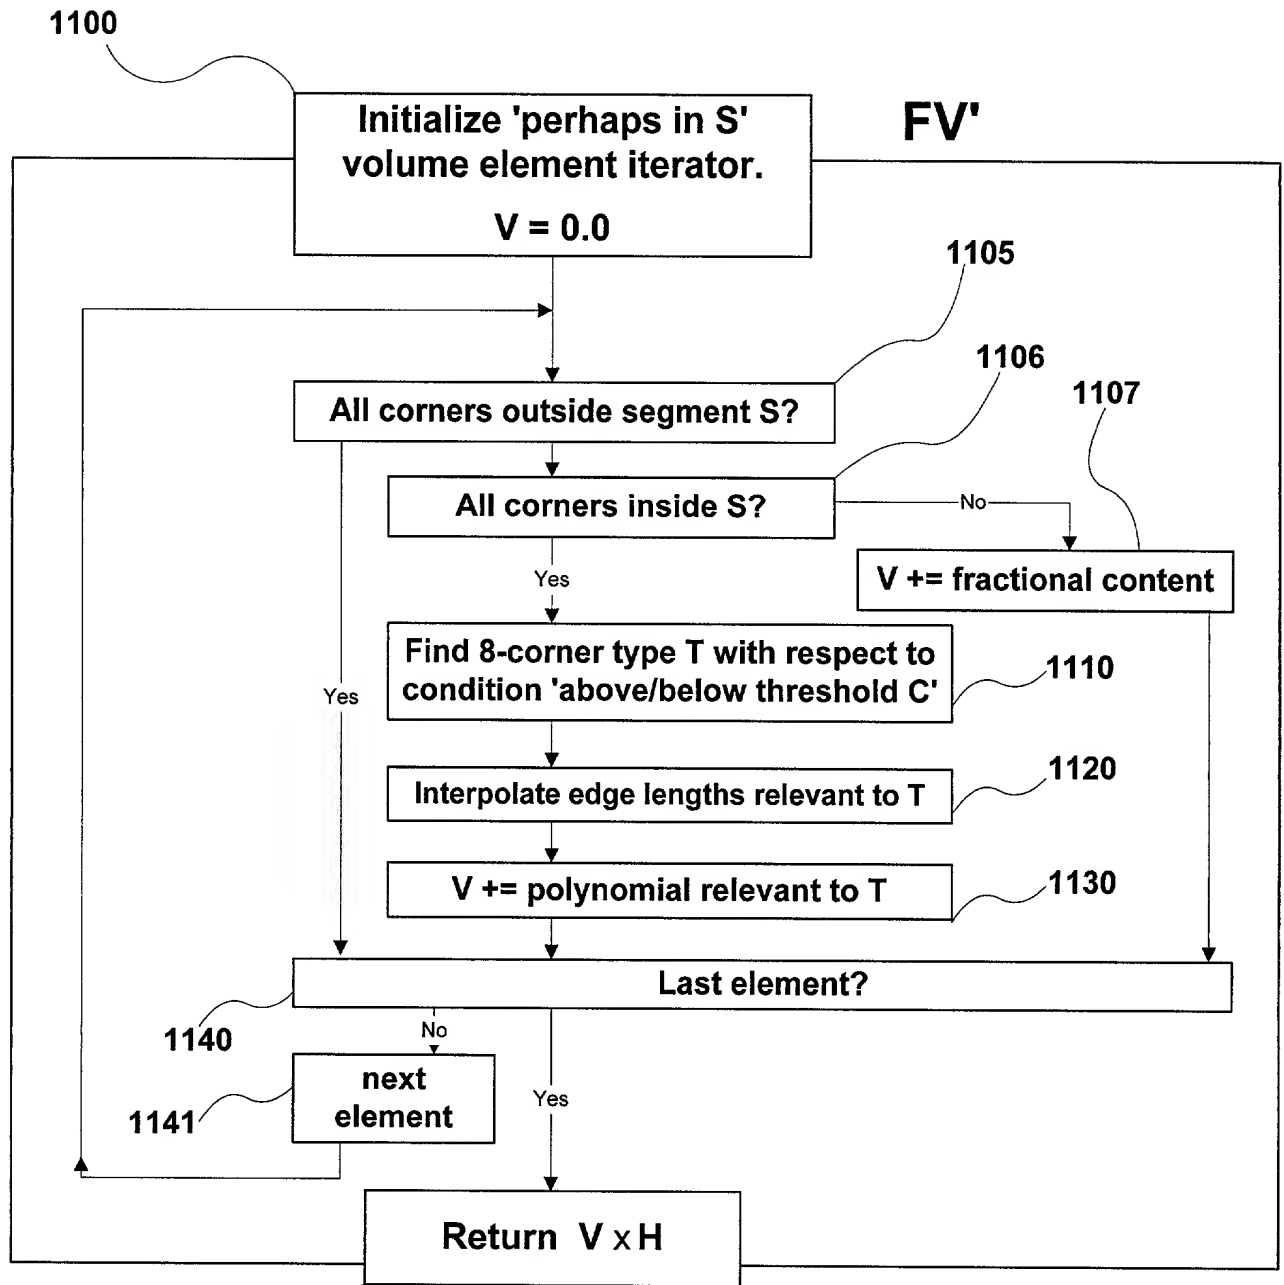 1100
Initialize 'perhaps in S'
volume element iterator.
V = 0.0
FV'
1105
All corners outside segment S?
1106
All corners inside S?
No
1107
V += fractional content
Yes
Yes
Find 8-corner type T with respect to
condition 'above/below threshold C'
1110
Interpolate edge lengths relevant to T
1120
V += polynomial relevant to T
1130
Last element?
1140
No
next
element
1141
Yes
Return V x H